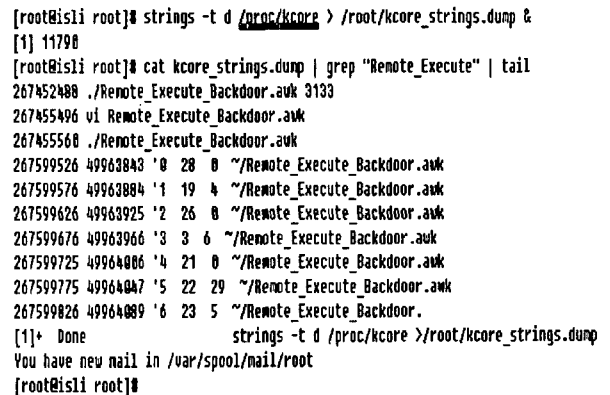 [root@isli root]# strings -t d /proc/kcore > /root/kcore_strings.dump &
[1] 11798
[root@isli root]# cat kcore_strings.dump | grep "Remote_Execute" | tail
267452488 ./Remote_Execute_Backdoor.awk 3133
267455496 vi Remote_Execute_Backdoor.awk
267455568 ./Remote_Execute_Backdoor.awk
267599526 49963843 '0 28 0 ~/Remote_Execute_Backdoor.awk
267599576 49963884 '1 19 4 ~/Remote_Execute_Backdoor.awk
267599626 49963925 '2 26 0 ~/Remote_Execute_Backdoor.awk
267599676 49963966 '3 3 6 ~/Remote_Execute_Backdoor.awk
267599725 49964006 '4 21 0 ~/Remote_Execute_Backdoor.awk
267599775 49964047 '5 22 29 ~/Remote_Execute_Backdoor.awk
267599826 49964089 '6 23 5 ~/Remote_Execute_Backdoor.
[1]+ Done strings -t d /proc/kcore >/root/kcore_strings.dump
You have new mail in /var/spool/mail/root
[root@isli root]#